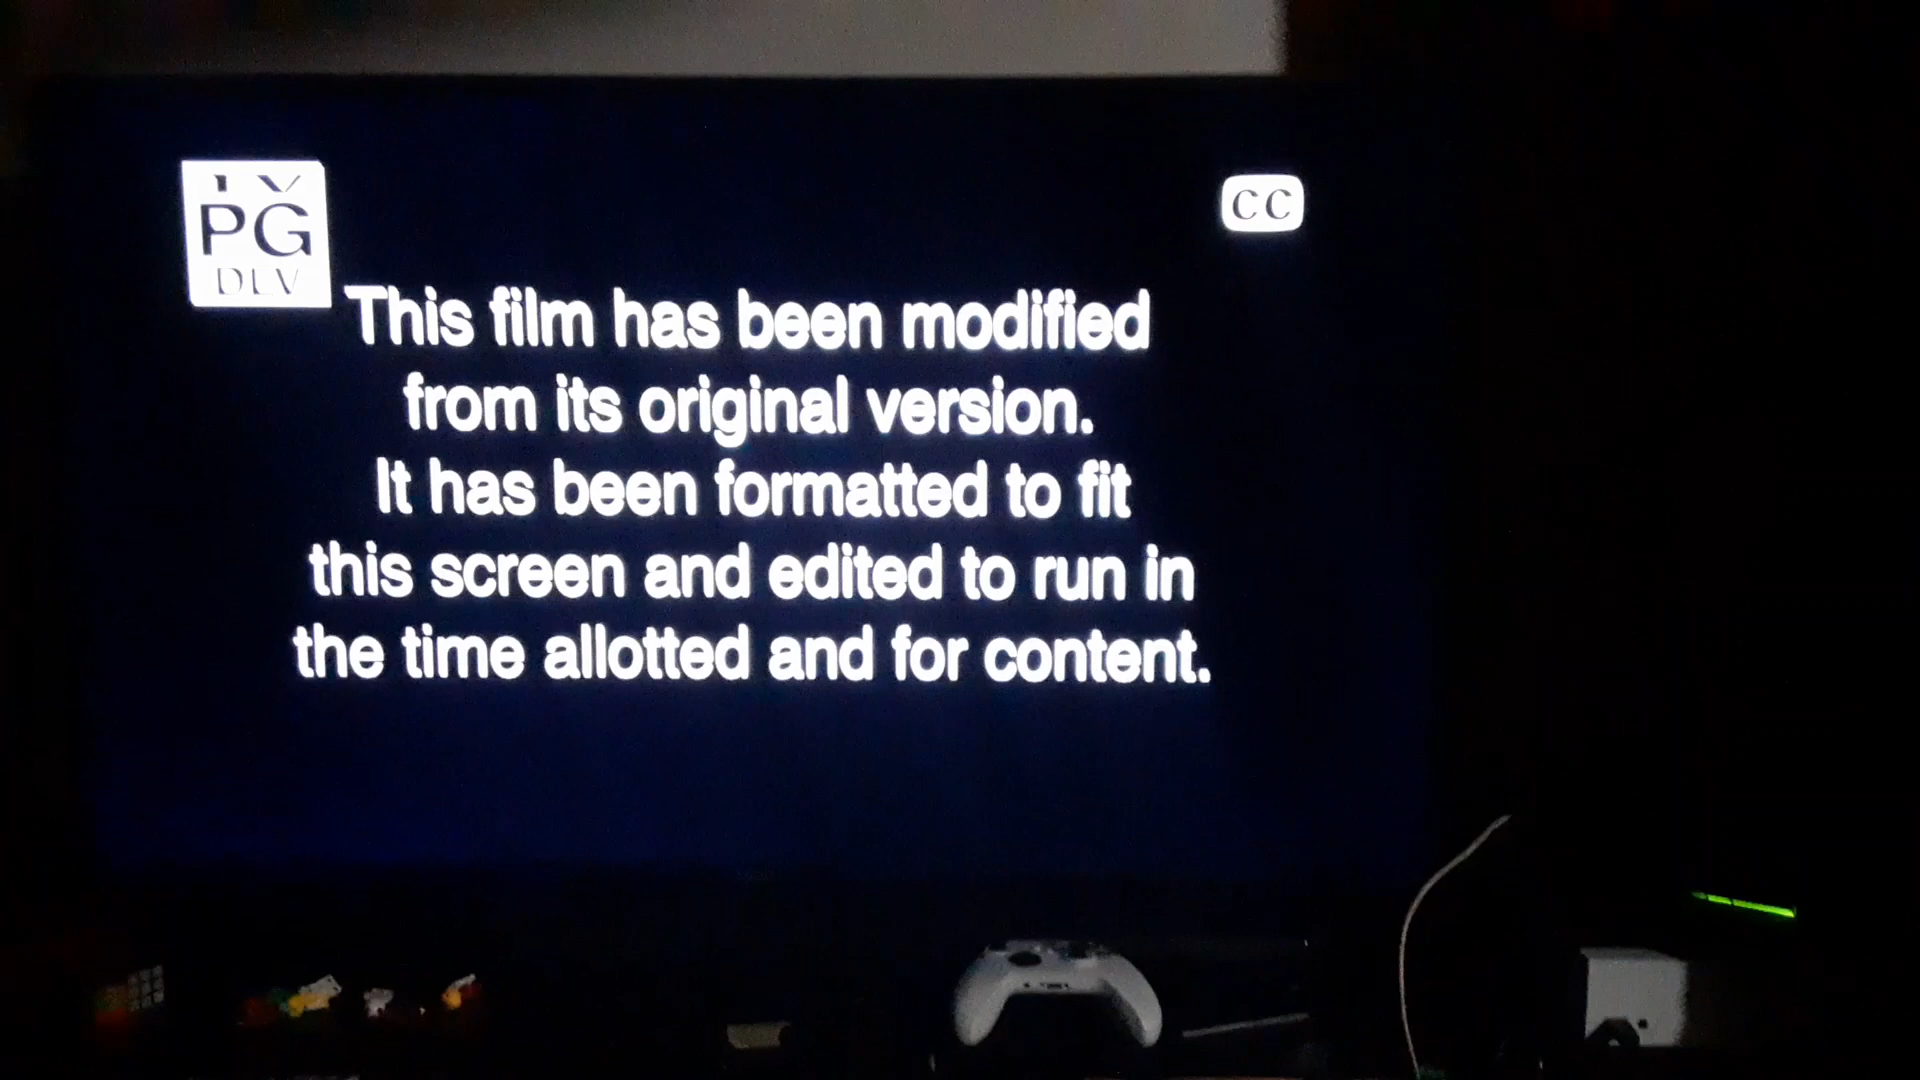 TV
PG
DLV
CC
This film has been modified
from its original version.
It has been formatted to fit
this screen and edited to run in
the time allotted and for content.